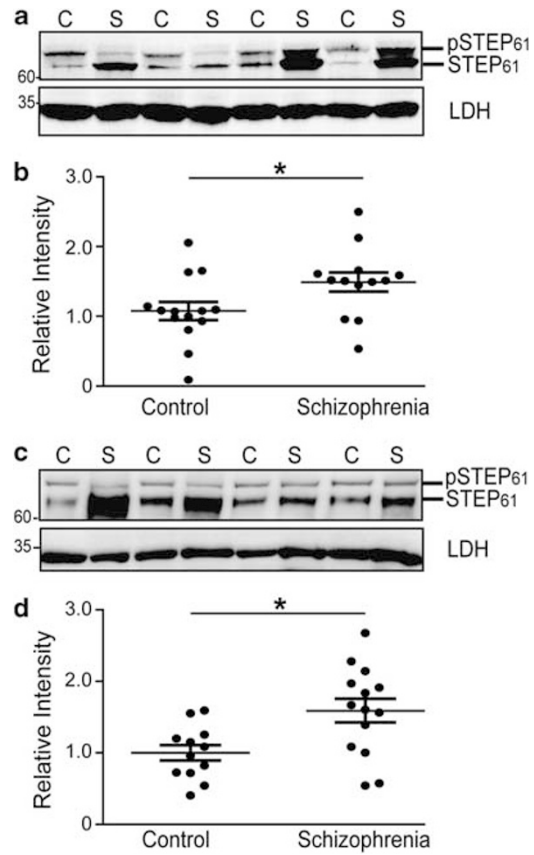 a C S C S C S C S
pSTEP61
STEP61
60
35
LDH
b
3.0
*
2.0
1.0
0
Relative Intensity
Control Schizophrenia
c C S C S C S C S
pSTEP61
STEP61
60
35
LDH
d
3.0
*
2.0
1.0
0
Relative Intensity
Control Schizophrenia